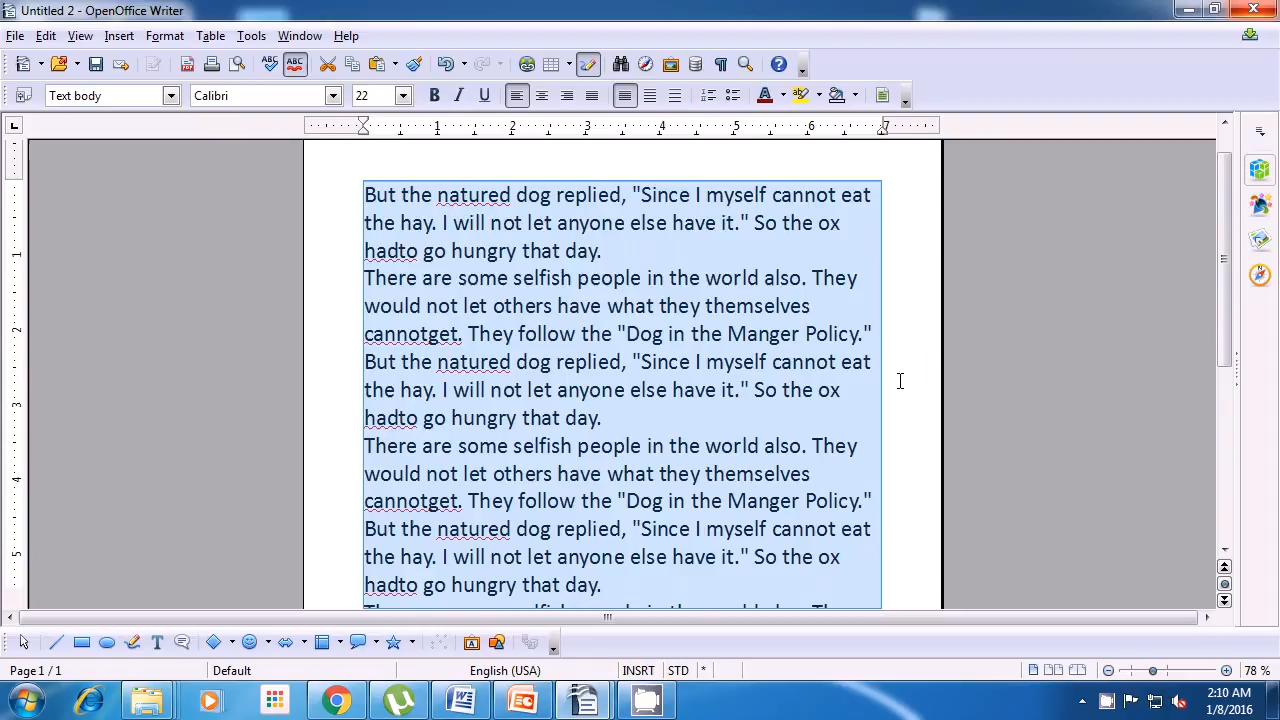 Untitled 2 - OpenOffice Writer
File Edit View Insert Format Table Tools Window Help
Text body Calibri 22
1 2 3 4 5 6 7
But the natured dog replied, "Since I myself cannot eat
the hay. I will not let anyone else have it." So the ox
hadto go hungry that day.
There are some selfish people in the world also. They
would not let others have what they themselves
cannotget. They follow the "Dog in the Manger Policy."
But the natured dog replied, "Since I myself cannot eat
the hay. I will not let anyone else have it." So the ox
hadto go hungry that day.
There are some selfish people in the world also. They
would not let others have what they themselves
cannotget. They follow the "Dog in the Manger Policy."
But the natured dog replied, "Since I myself cannot eat
the hay. I will not let anyone else have it." So the ox
hadto go hungry that day.
Page 1 / 1 Default English (USA) INSRT STD * 78 %
2:10 AM
1/8/2016